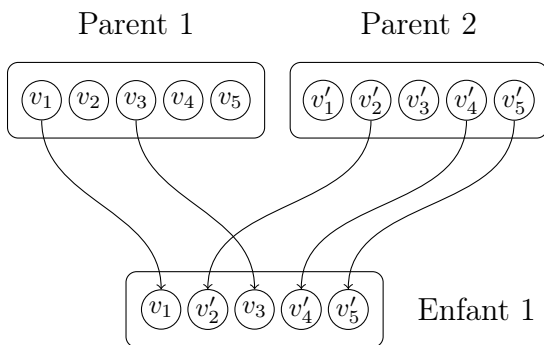 Parent 1 Parent 2
v₁ v₂ v₃ v₄ v₅ v′₁ v′₂ v′₃ v′₄ v′₅
v₁ v′₂ v₃ v′₄ v′₅ Enfant 1